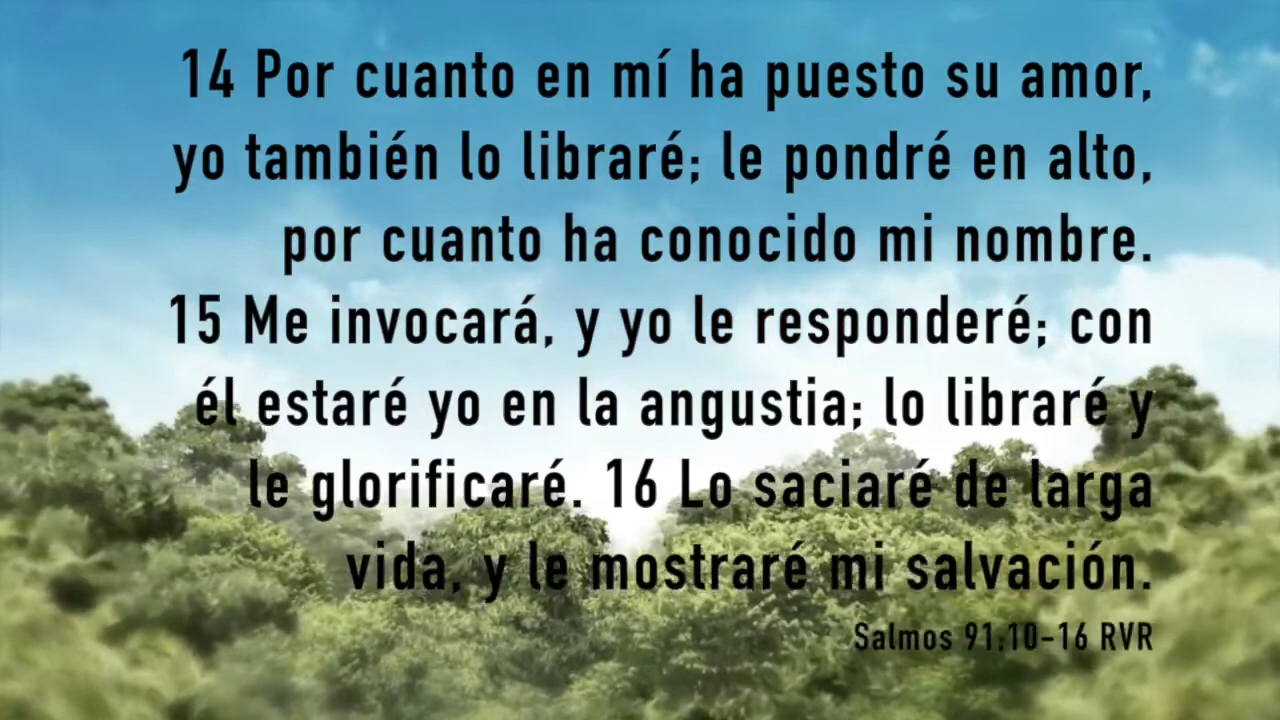 14 Por cuanto en mí ha puesto su amor,
yo también lo libraré; le pondré en alto,
por cuanto ha conocido mi nombre.
15 Me invocará, y yo le responderé; con
él estaré yo en la angustia; lo libraré y
le glorificaré. 16 Lo saciaré de larga
vida, y le mostraré mi salvación.
Salmos 91:10-16 RVR